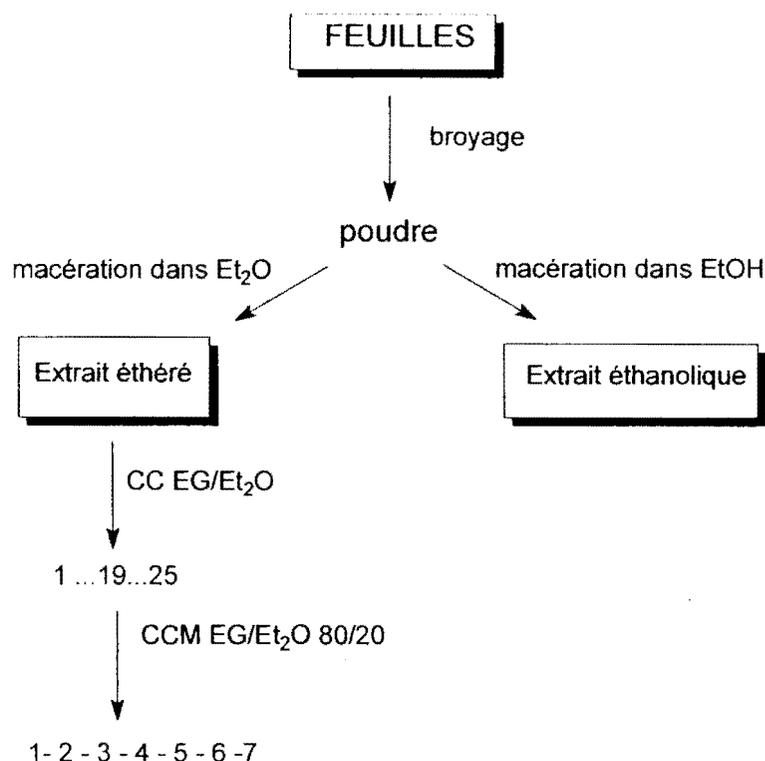 FEUILLES
broyage
poudre
macération dans Et₂O
macération dans EtOH
Extrait éthéré
Extrait éthanolique
CC EG/Et₂O
1 ...19...25
CCM EG/Et₂O 80/20
1- 2 - 3 - 4 - 5 - 6 -7